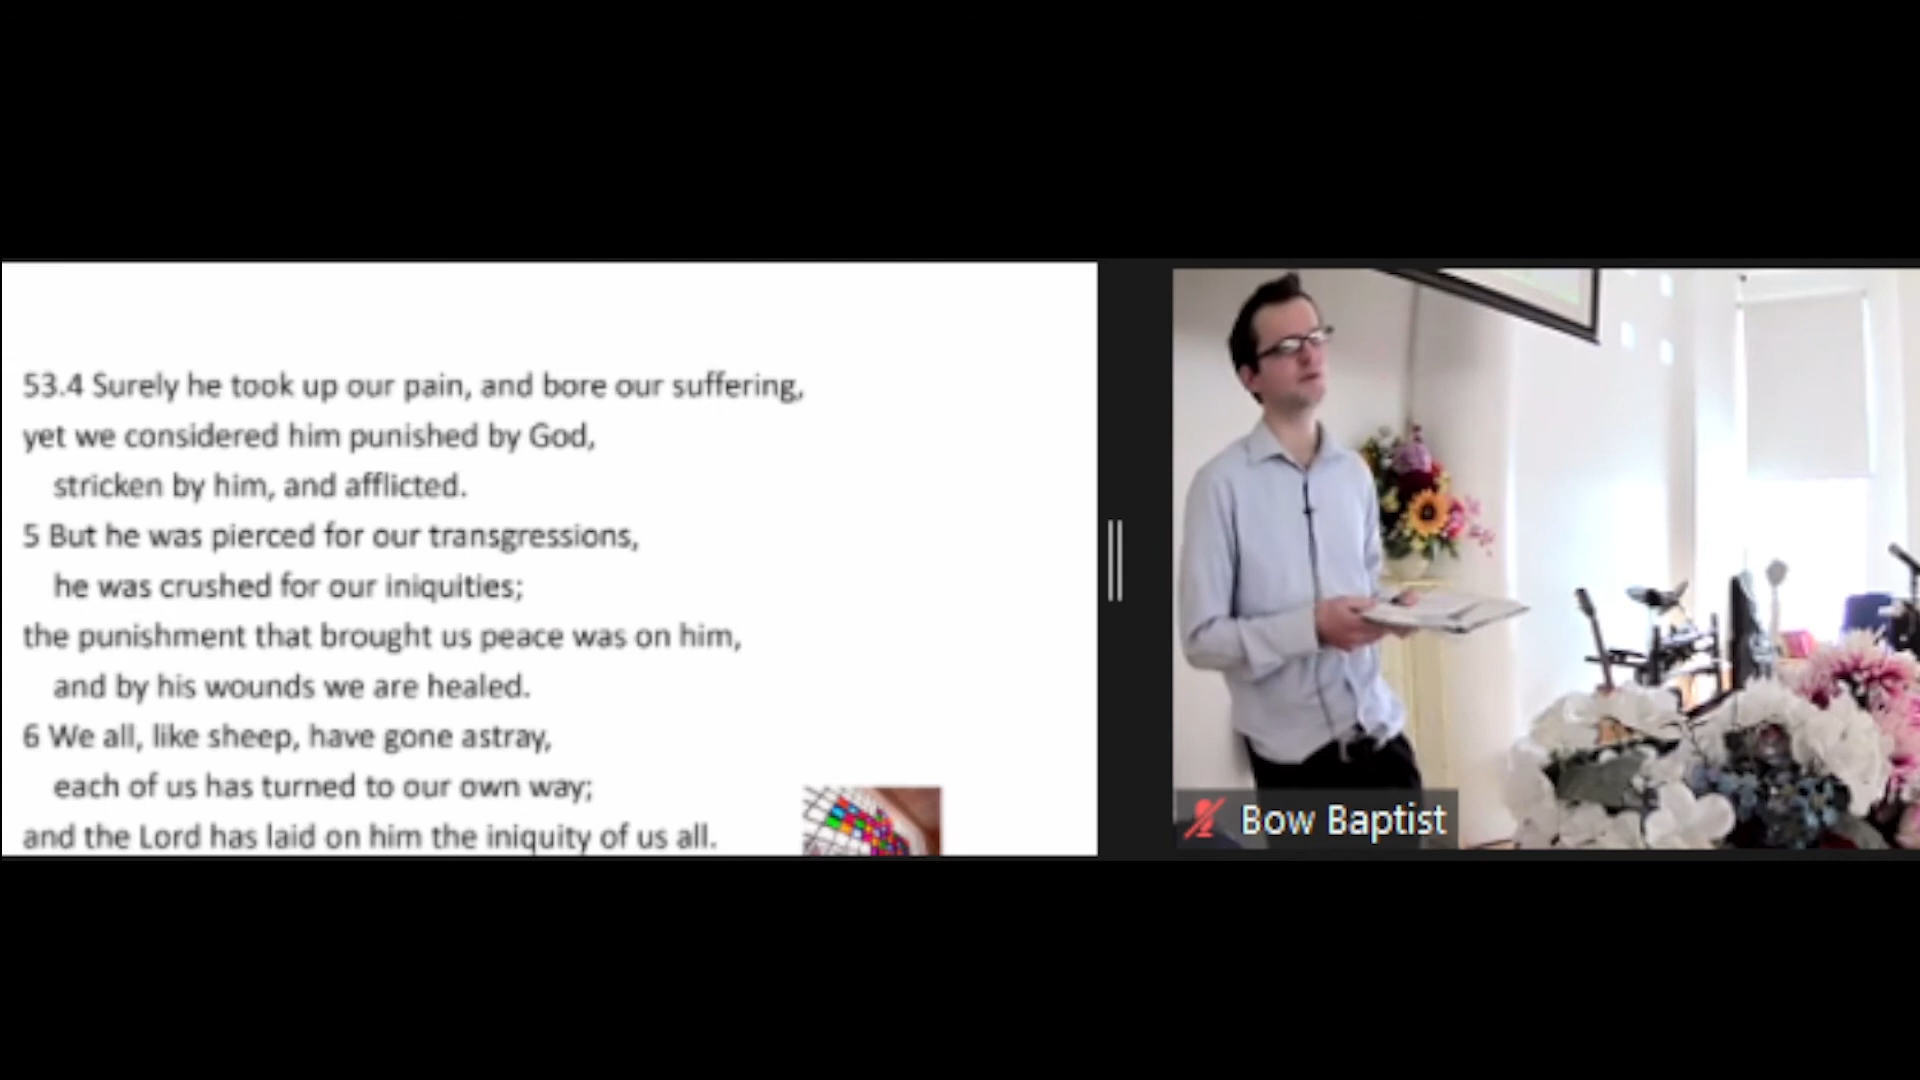 53.4 Surely he took up our pain, and bore our suffering,
yet we considered him punished by God,
stricken by him, and afflicted.
5 But he was pierced for our transgressions,
he was crushed for our iniquities;
the punishment that brought us peace was on him,
and by his wounds we are healed.
6 We all, like sheep, have gone astray,
each of us has turned to our own way;
and the Lord has laid on him the iniquity of us all.
Bow Baptist